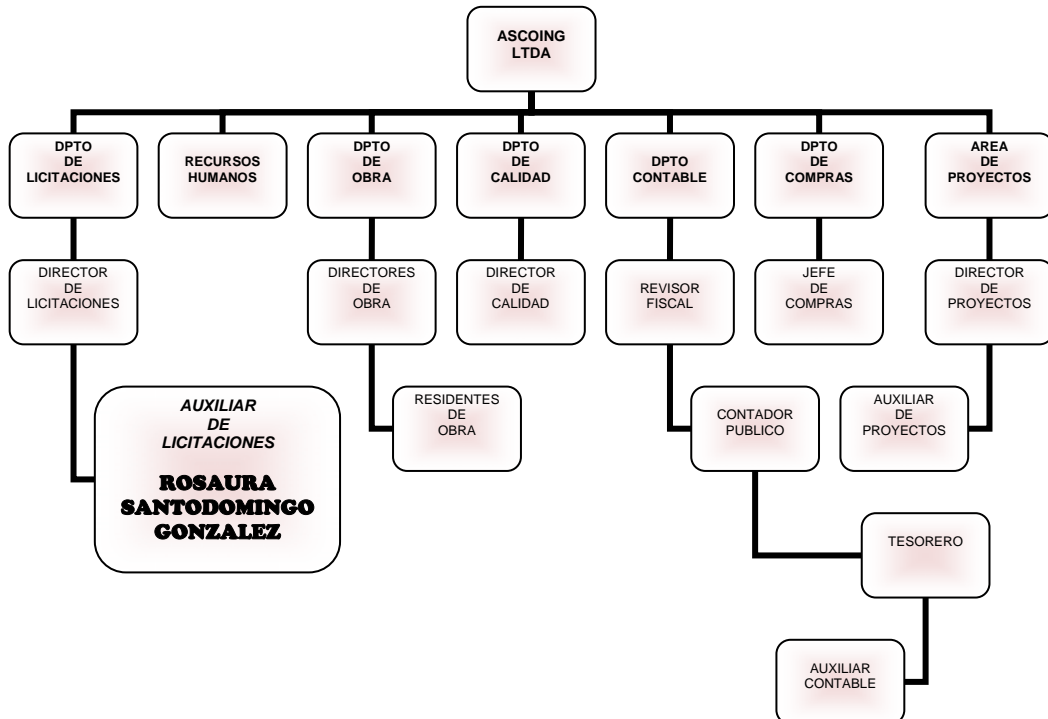 ASCOING
LTDA
DPTO
DE
LICITACIONES
RECURSOS
HUMANOS
DPTO
DE
OBRA
DPTO
DE
CALIDAD
DPTO
CONTABLE
DPTO
DE
COMPRAS
AREA
DE
PROYECTOS
DIRECTOR
DE
LICITACIONES
DIRECTORES
DE
OBRA
DIRECTOR
DE
CALIDAD
REVISOR
FISCAL
JEFE
DE
COMPRAS
DIRECTOR
DE
PROYECTOS
AUXILIAR
DE
LICITACIONES
ROSAURA
SANTODOMINGO
GONZALEZ
RESIDENTES
DE
OBRA
CONTADOR
PUBLICO
AUXILIAR
DE
PROYECTOS
TESORERO
AUXILIAR
CONTABLE